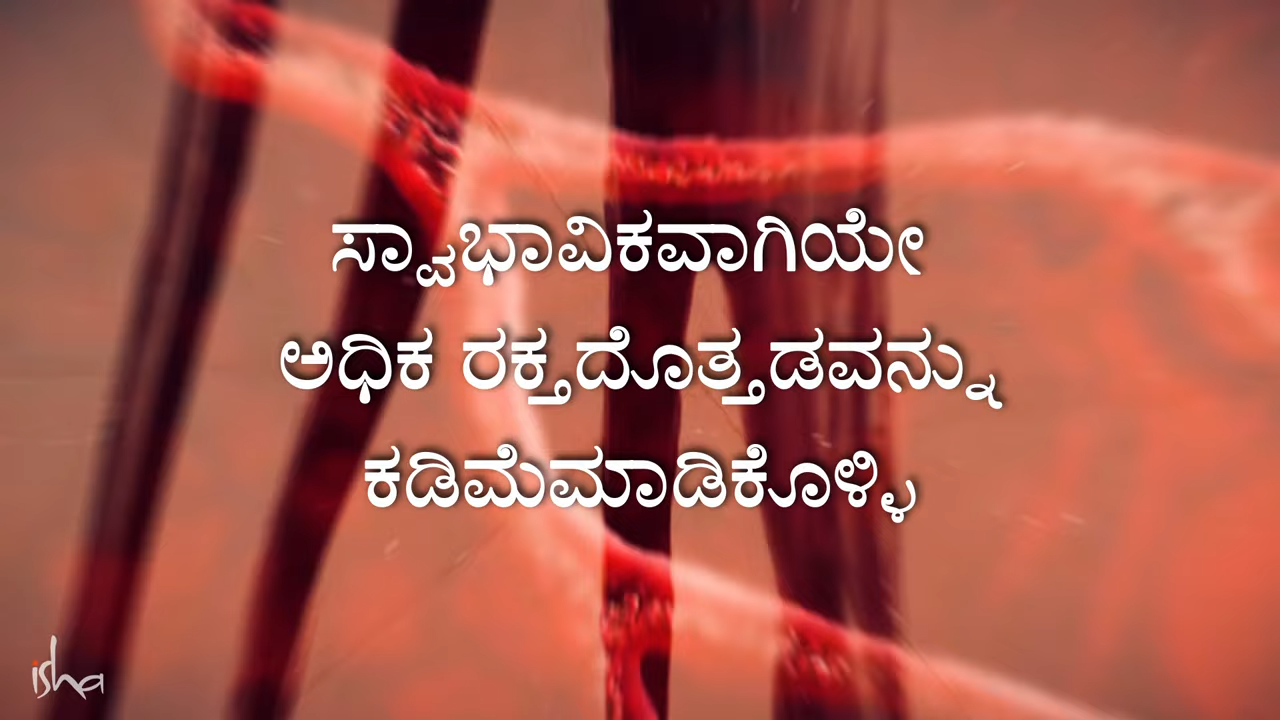 ಸ್ವಾಭಾವಿಕವಾಗಿಯೇ
ಅಧಿಕ ರಕ್ತದೊತ್ತಡವನ್ನು
ಕಡಿಮೆಮಾಡಿಕೊಳ್ಳಿ
isha